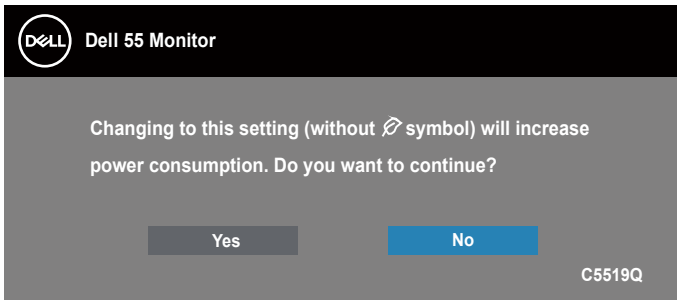 DELL Dell 55 Monitor
Changing to this setting (without symbol) will increase
power consumption. Do you want to continue?
Yes No
C5519Q